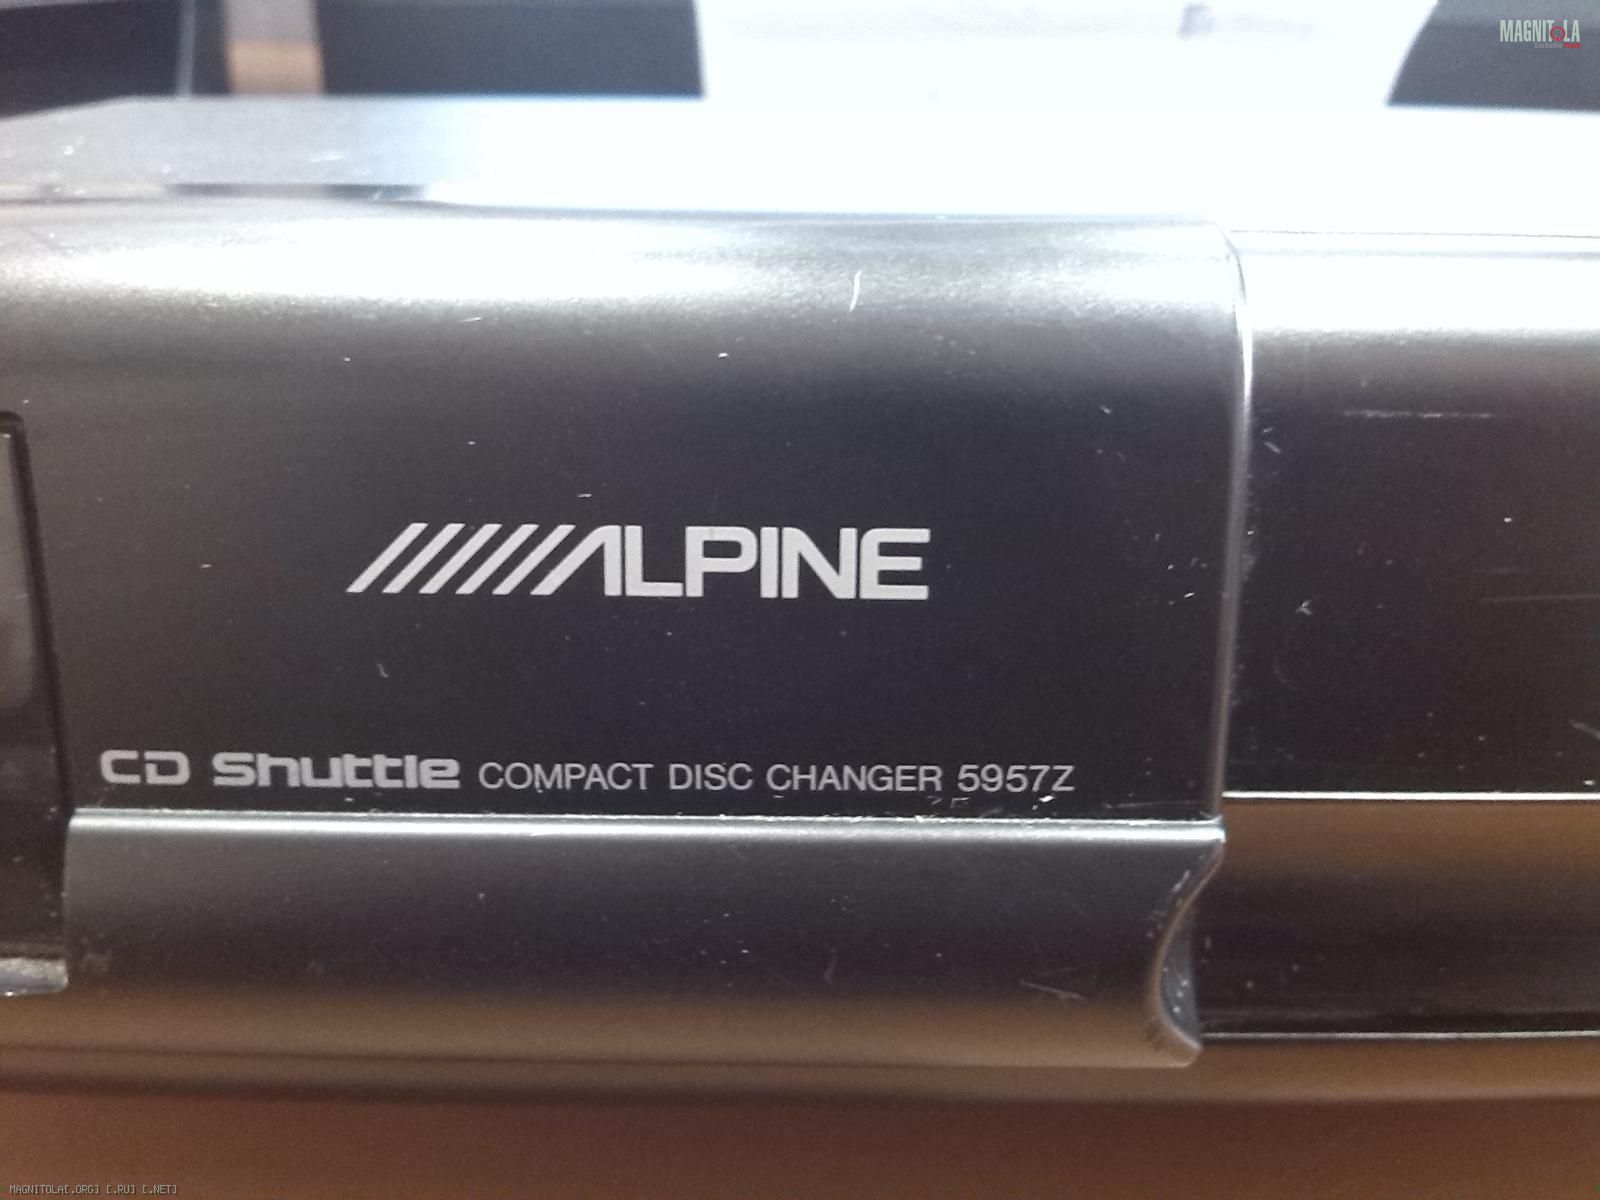 MAGNITOLA
ALPINE
CD Shuttle COMPACT DISC CHANGER 5957Z
MAGNITOLA[.ORG] [.RU] [.NET]